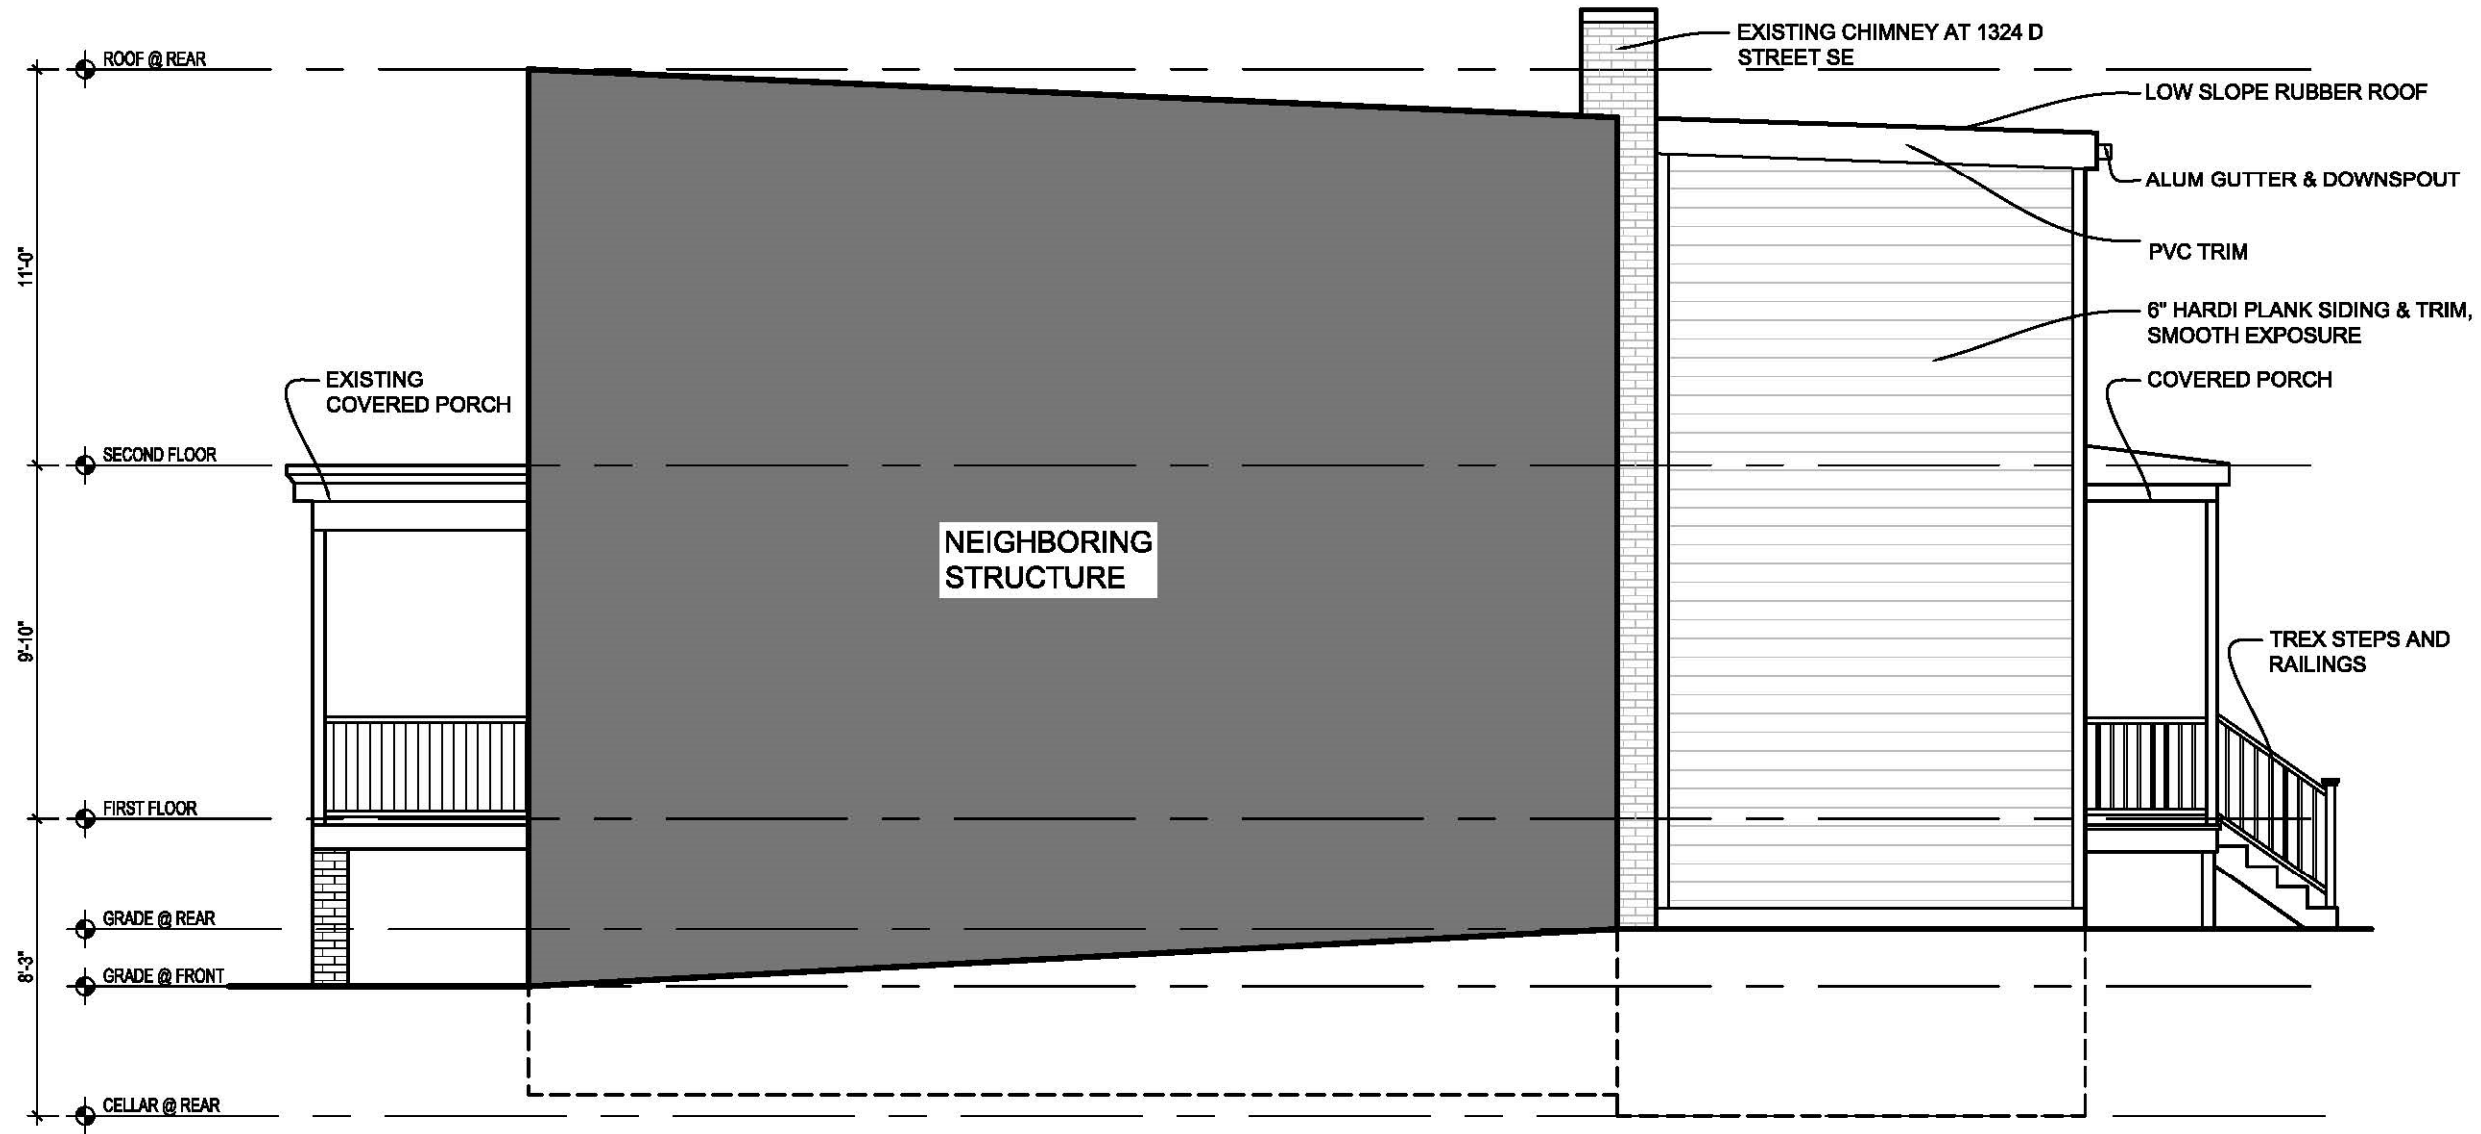 ROOF @ REAR
EXISTING CHIMNEY AT 1324 D
STREET SE
LOW SLOPE RUBBER ROOF
ALUM GUTTER & DOWNSPOUT
PVC TRIM
11'-0"
6" HARDI PLANK SIDING & TRIM,
SMOOTH EXPOSURE
EXISTING
COVERED PORCH
COVERED PORCH
SECOND FLOOR
NEIGHBORING
STRUCTURE
9'-10"
TREX STEPS AND
RAILINGS
FIRST FLOOR
GRADE @ REAR
8'-3"
GRADE @ FRONT
CELLAR @ REAR